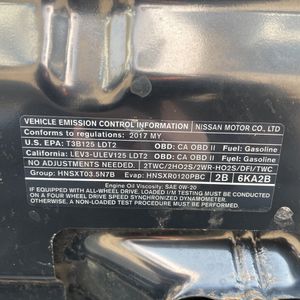 VEHICLE EMISSION CONTROL INFORMATION NISSAN MOTOR CO., LTD
Conforms to regulations: 2017 MY
U.S. EPA: T3B125 LDT2 OBD: CA OBD II Fuel: Gasoline
California: LEV3-ULEV125 LDT2 OBD: CA OBD II Fuel: Gasoline
NO ADJUSTMENTS NEEDED. 2TWC/2HO2S/2WR-HO2S/DFI/TWC
Group: HNSXT03.5N7B Evap: HNSXR0120PBC 2B 6KA2B
Engine Oil Viscosity: SAE 0W-20
IF EQUIPPED WITH ALL-WHEEL DRIVE, LOADED I/M TESTING MUST BE CONDUCTED
ON A FOUR WHEEL DRIVE SPEED SYNCHRONIZED DYNAMOMETER.
OTHERWISE, PERFORM A NON-LOADED TEST.